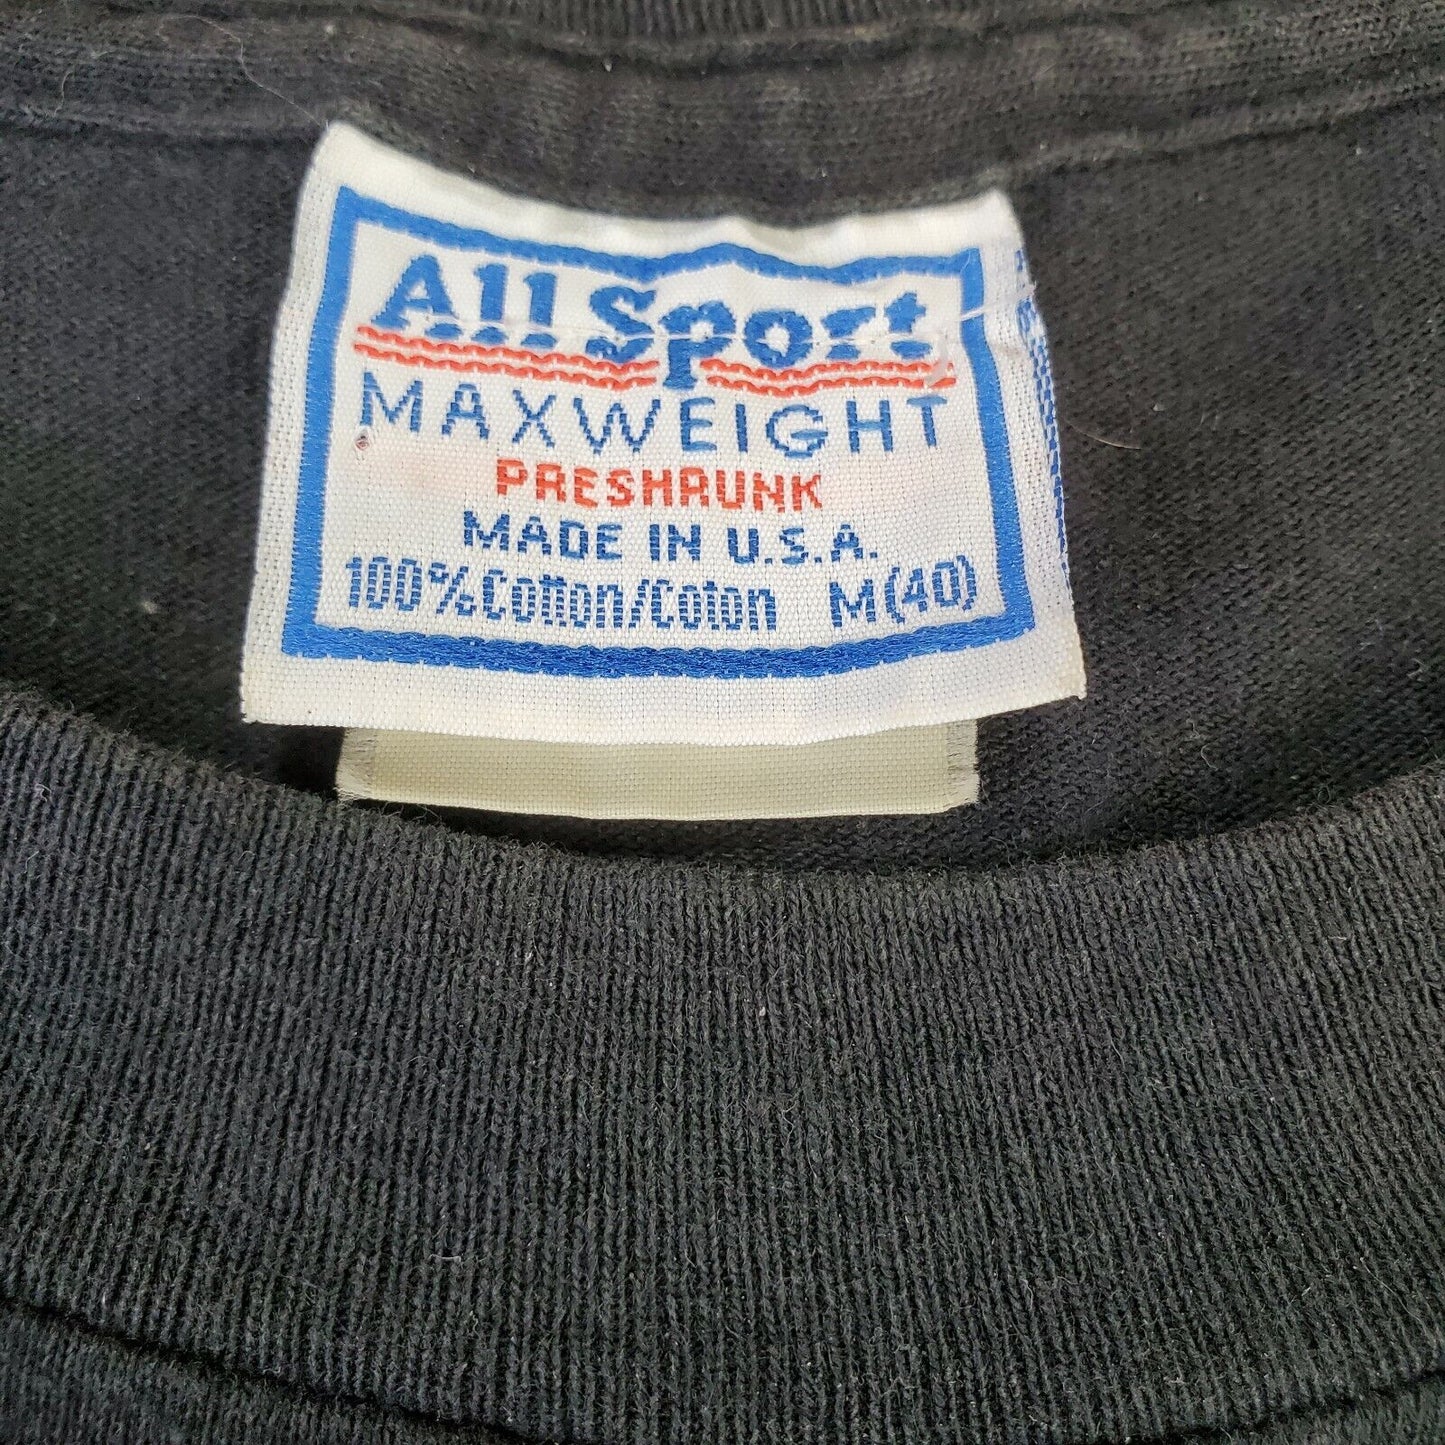 All Sport
MAXWEIGHT
PRESHRUNK
MADE IN U.S.A.
100% Cotton/Coton M(40)